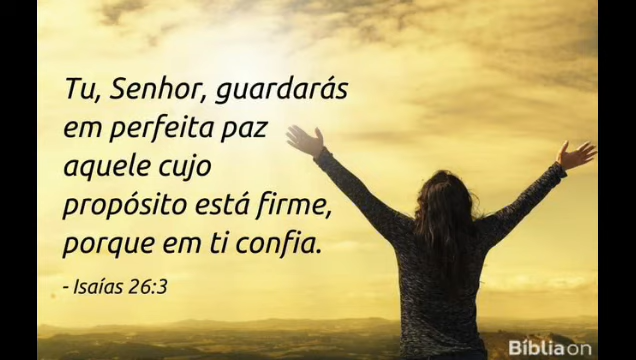 Tu, Senhor, guardarás
em perfeita paz
aquele cujo
propósito está firme,
porque em ti confia.
- Isaías 26:3
Bíbliaon